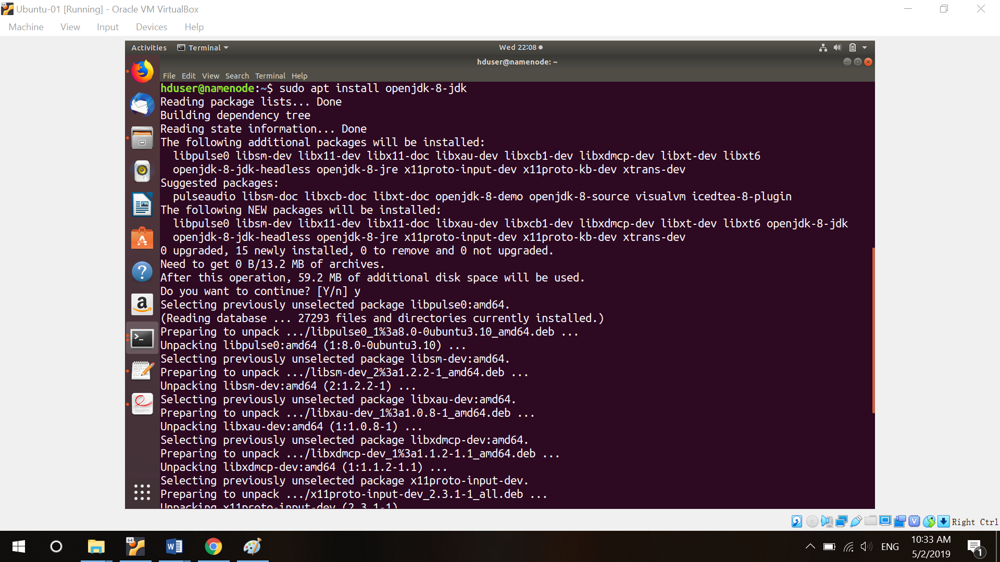 Ubuntu-01 [Running] - Oracle VM VirtualBox
Machine View Input Devices Help
Activities Terminal Wed 22:08
hduser@namenode: ~
File Edit View Search Terminal Help
hduser@namenode:~$ sudo apt install openjdk-8-jdk
Reading package lists... Done
Building dependency tree
Reading state information... Done
The following additional packages will be installed:
libpulse0 libsm-dev libx11-dev libx11-doc libxau-dev libxcb1-dev libxdmcp-dev libxt-dev libxt6
openjdk-8-jdk-headless openjdk-8-jre x11proto-input-dev x11proto-kb-dev xtrans-dev
Suggested packages:
pulseaudio libsm-doc libxcb-doc libxt-doc openjdk-8-demo openjdk-8-source visualvm icedtea-8-plugin
The following NEW packages will be installed:
libpulse0 libsm-dev libx11-dev libx11-doc libxau-dev libxcb1-dev libxdmcp-dev libxt-dev libxt6 openjdk-8-jdk
openjdk-8-jdk-headless openjdk-8-jre x11proto-input-dev x11proto-kb-dev xtrans-dev
0 upgraded, 15 newly installed, 0 to remove and 0 not upgraded.
Need to get 0 B/13.2 MB of archives.
After this operation, 59.2 MB of additional disk space will be used.
Do you want to continue? [Y/n] y
Selecting previously unselected package libpulse0:amd64.
(Reading database ... 27293 files and directories currently installed.)
Preparing to unpack .../libpulse0_1%3a8.0-0ubuntu3.10_amd64.deb ...
Unpacking libpulse0:amd64 (1:8.0-0ubuntu3.10) ...
Selecting previously unselected package libsm-dev:amd64.
Preparing to unpack .../libsm-dev_2%3a1.2.2-1_amd64.deb ...
Unpacking libsm-dev:amd64 (2:1.2.2-1) ...
Selecting previously unselected package libxau-dev:amd64.
Preparing to unpack .../libxau-dev_1%3a1.0.8-1_amd64.deb ...
Unpacking libxau-dev:amd64 (1:1.0.8-1) ...
Selecting previously unselected package libxdmcp-dev:amd64.
Preparing to unpack .../libxdmcp-dev_1%3a1.1.2-1.1_amd64.deb ...
Unpacking libxdmcp-dev:amd64 (1:1.1.2-1.1) ...
Selecting previously unselected package x11proto-input-dev.
Preparing to unpack .../x11proto-input-dev_2.3.1-1_all.deb ...
Unpacking x11proto-input-dev (2.3.1-1)
Right Ctrl
ENG
10:33 AM
5/2/2019
1